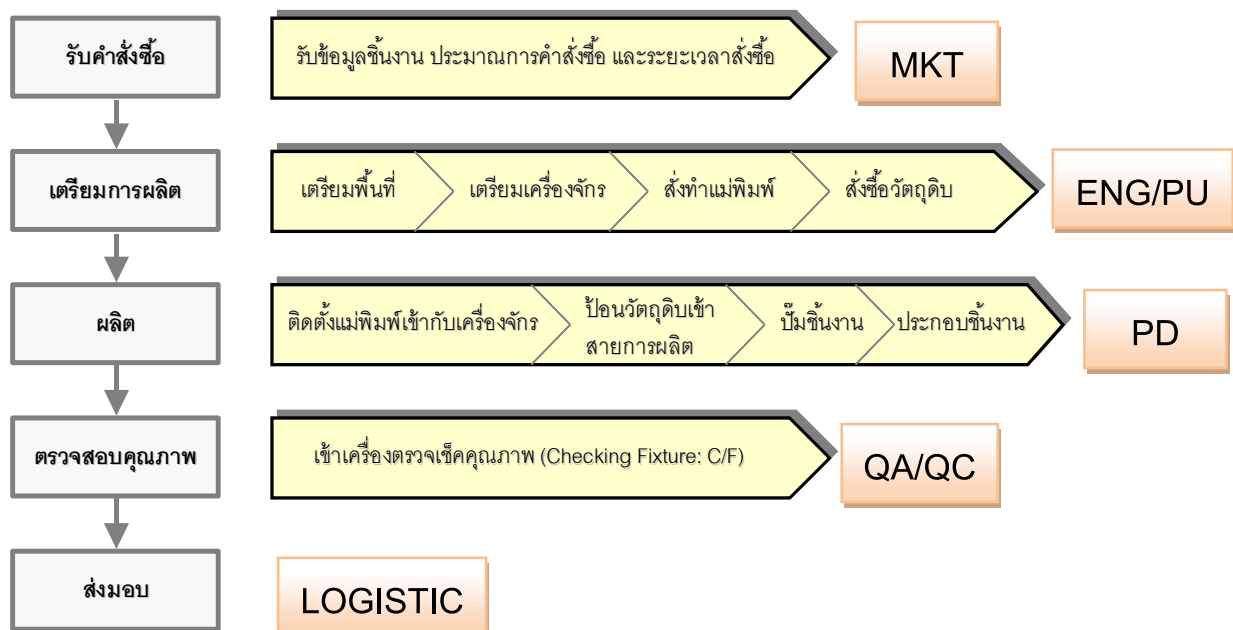 รับคำสั่งซื้อ
รับข้อมูลชิ้นงาน ประมาณการคำสั่งซื้อ และระยะเวลาสั่งซื้อ
MKT
เตรียมการผลิต
เตรียมพื้นที่
เตรียมเครื่องจักร
สั่งทำแม่พิมพ์
สั่งซื้อวัตถุดิบ
ENG/PU
ผลิต
ติดตั้งแม่พิมพ์เข้ากับเครื่องจักร
ป้อนวัตถุดิบเข้า
สายการผลิต
ปั๊มชิ้นงาน
ประกอบชิ้นงาน
PD
ตรวจสอบคุณภาพ
เข้าเครื่องตรวจเช็คคุณภาพ (Checking Fixture: C/F)
QA/QC
ส่งมอบ
LOGISTIC